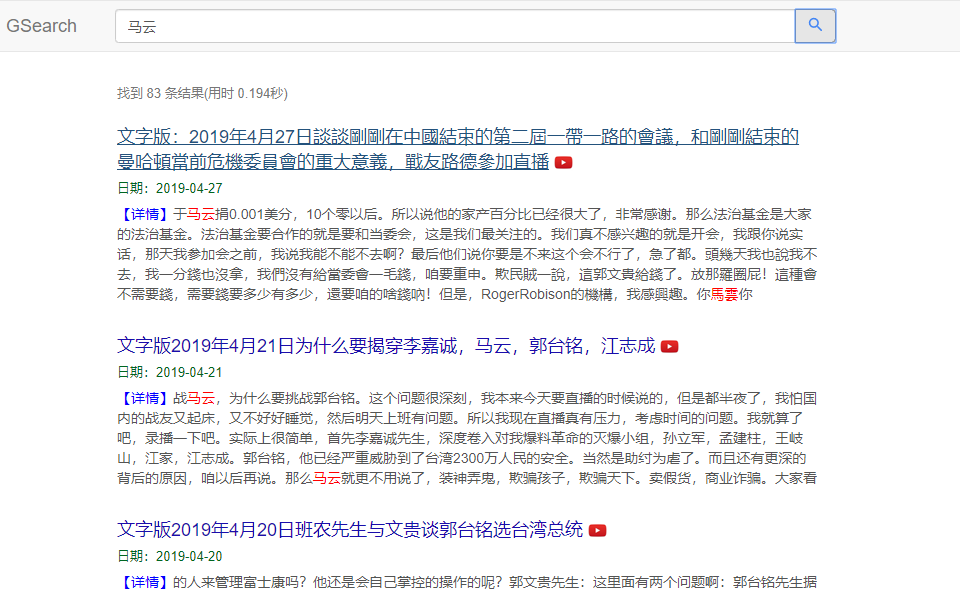 GSearch
马云
找到 83 条结果(用时 0.194秒)
文字版：2019年4月27日談談剛剛在中國結束的第二屆一帶一路的會議，和剛剛結束的
曼哈頓當前危機委員會的重大意義，戰友路德參加直播
日期：2019-04-27
【详情】于马云捐0.001美分，10个零以后。所以说他的家产百分比已经很大了，非常感谢。那么法治基金是大家
的法治基金。法治基金要合作的就是要和当委会，这是我们最关注的。我们真不感兴趣的就是开会，我跟你说实
话，那天我参加会之前，我说我能不能不去啊？最后他们说你要是不来这个会不行了，急了都。頭幾天我也說我不
去，我一分錢也沒拿，我們沒有給當委會一毛錢，咱要重申。欺民賊一說，這郭文貴給錢了。放那羅圈屁！這種會
不需要錢，需要錢要多少有多少，還要咱的啥錢吶！但是，RogerRobison的機構，我感興趣。你馬雲你
文字版2019年4月21日为什么要揭穿李嘉诚，马云，郭台铭，江志成
日期：2019-04-21
【详情】战马云，为什么要挑战郭台铭。这个问题很深刻，我本来今天要直播的时候说的，但是都半夜了，我怕国
内的战友又起床，又不好好睡觉，然后明天上班有问题。所以我现在直播真有压力，考虑时间的问题。我就算了
吧，录播一下吧。实际上很简单，首先李嘉诚先生，深度卷入对我爆料革命的灭爆小组，孙立军，孟建柱，王岐
山，江家，江志成。郭台铭，他已经严重威胁到了台湾2300万人民的安全。当然是助纣为虐了。而且还有更深的
背后的原因，咱以后再说。那么马云就更不用说了，装神弄鬼，欺骗孩子，欺骗天下。卖假货，商业诈骗。大家看
文字版2019年4月20日班农先生与文贵谈郭台铭选台湾总统
日期：2019-04-20
【详情】的人来管理富士康吗？他还是会自己掌控的操作的呢？郭文贵先生：这里面有两个问题啊：郭台铭先生据